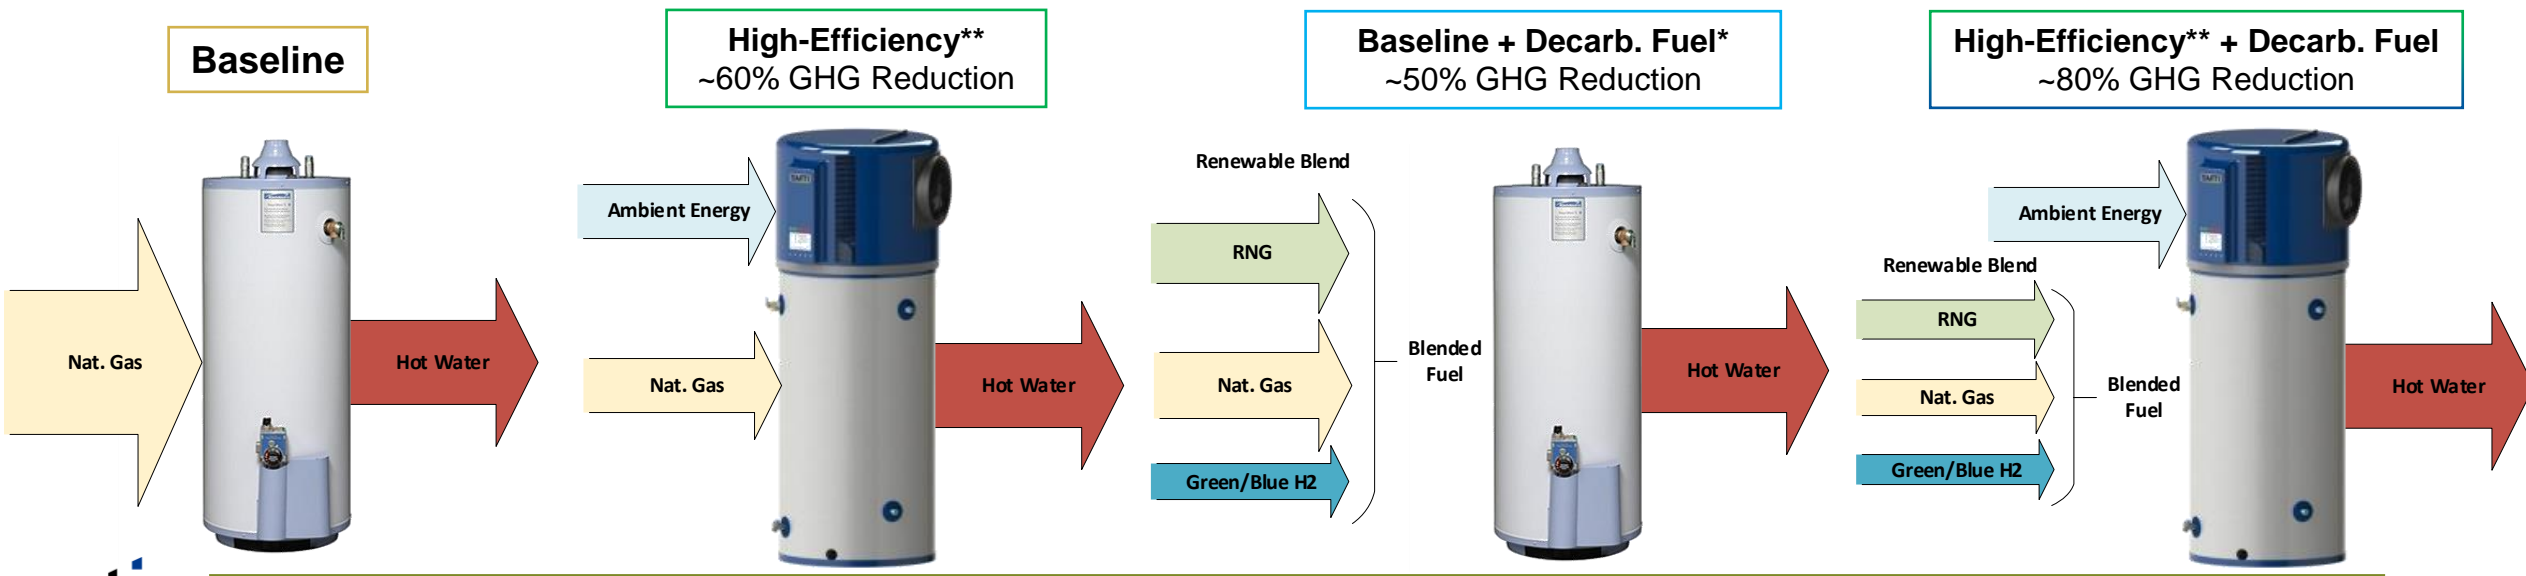 Baseline
High-Efficiency**
~60% GHG Reduction
Baseline + Decarb. Fuel*
~50% GHG Reduction
High-Efficiency** + Decarb. Fuel
~80% GHG Reduction
Nat. Gas
Hot Water
Ambient Energy
SMTI
Nat. Gas
Hot Water
Renewable Blend
RNG
Nat. Gas
Green/Blue H2
Blended
Fuel
Hot Water
Ambient Energy
SMTI
Renewable Blend
RNG
Nat. Gas
Green/Blue H2
Blended
Fuel
Hot Water